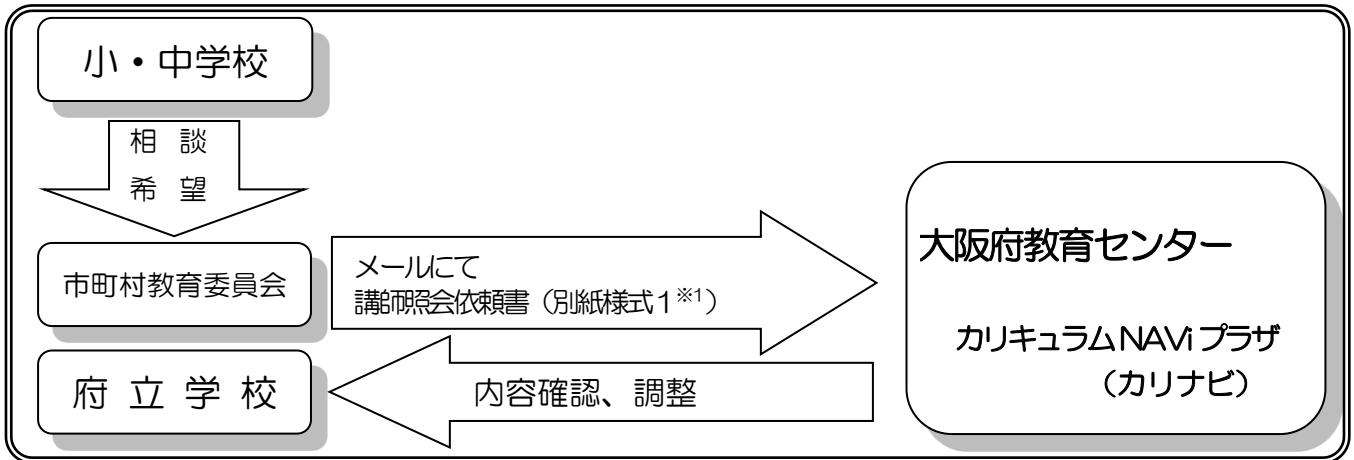 小・中学校
相 談
希 望
市町村教育委員会
メールにて
講師照会依頼書（別紙様式１※1）
府 立 学 校
内容確認、調整
大阪府教育センター
カリキュラムNAViプラザ
（カリナビ）